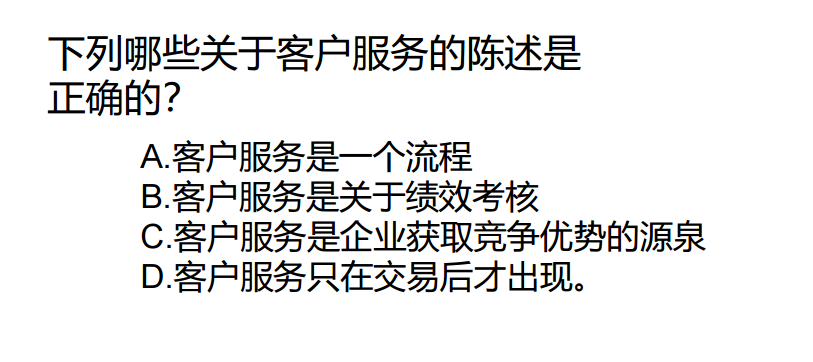 下列哪些关于客户服务的陈述是
正确的?
A.客户服务是一个流程
B.客户服务是关于绩效考核
C.客户服务是企业获取竞争优势的源泉
D.客户服务只在交易后才出现。